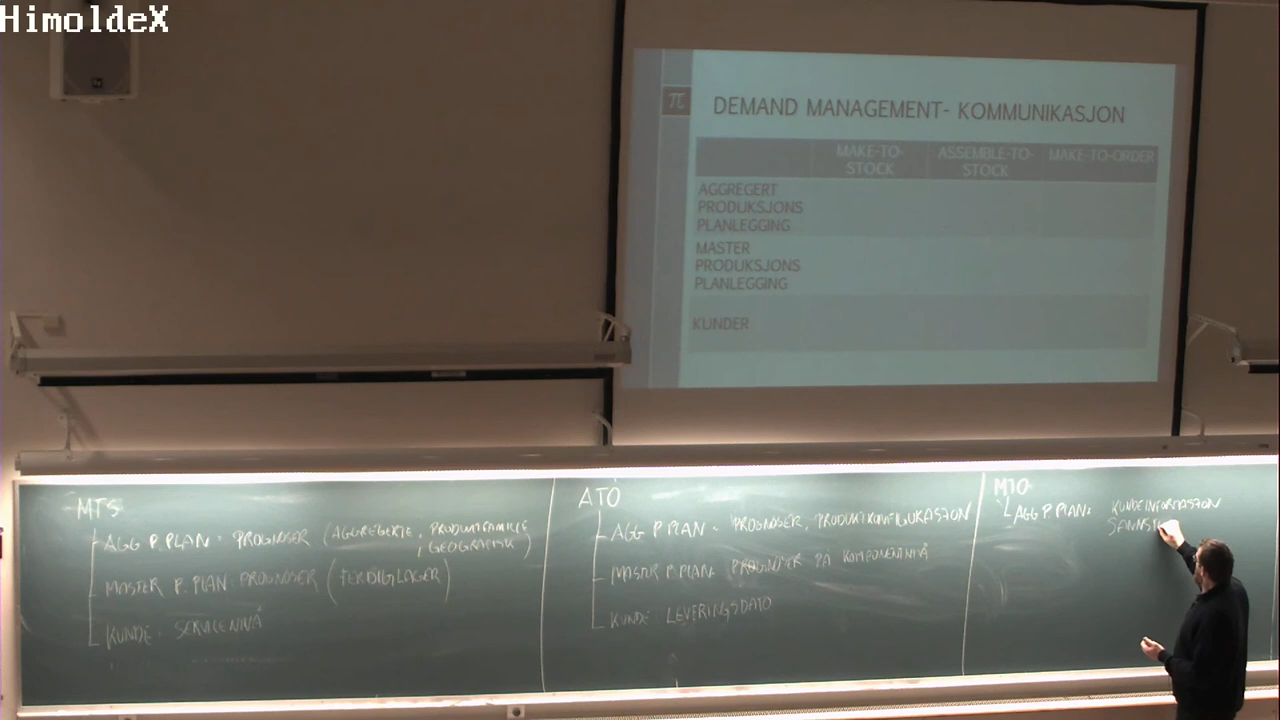 HimoldeX
π
DEMAND MANAGEMENT- KOMMUNIKASJON
MAKE-TO-STOCK
ASSEMBLE-TO-STOCK
MAKE-TO-ORDER
AGGREGERT
PRODUKSJONS
PLANLEGGING
MASTER
PRODUKSJONS
PLANLEGGING
KUNDER
MTS
AGG P. PLAN = PROGNOSER (AGGREGERTE, PRODUKTFAMILIE
, GEOGRAFISK)
MASTER P. PLAN = PROGNOSER (FERDIGLAGER)
KUNDE: SERVICENIVÅ
ATO
AGG P PLAN = PROGNOSER, PRODUKTKONFIGURASJON
MASTER P. PLAN: PROGNOSER PÅ KOMPONENTNIVÅ
KUNDE: LEVERINGSDATO
MTO
AGG P. PLAN: KUNDEINFORMASJON